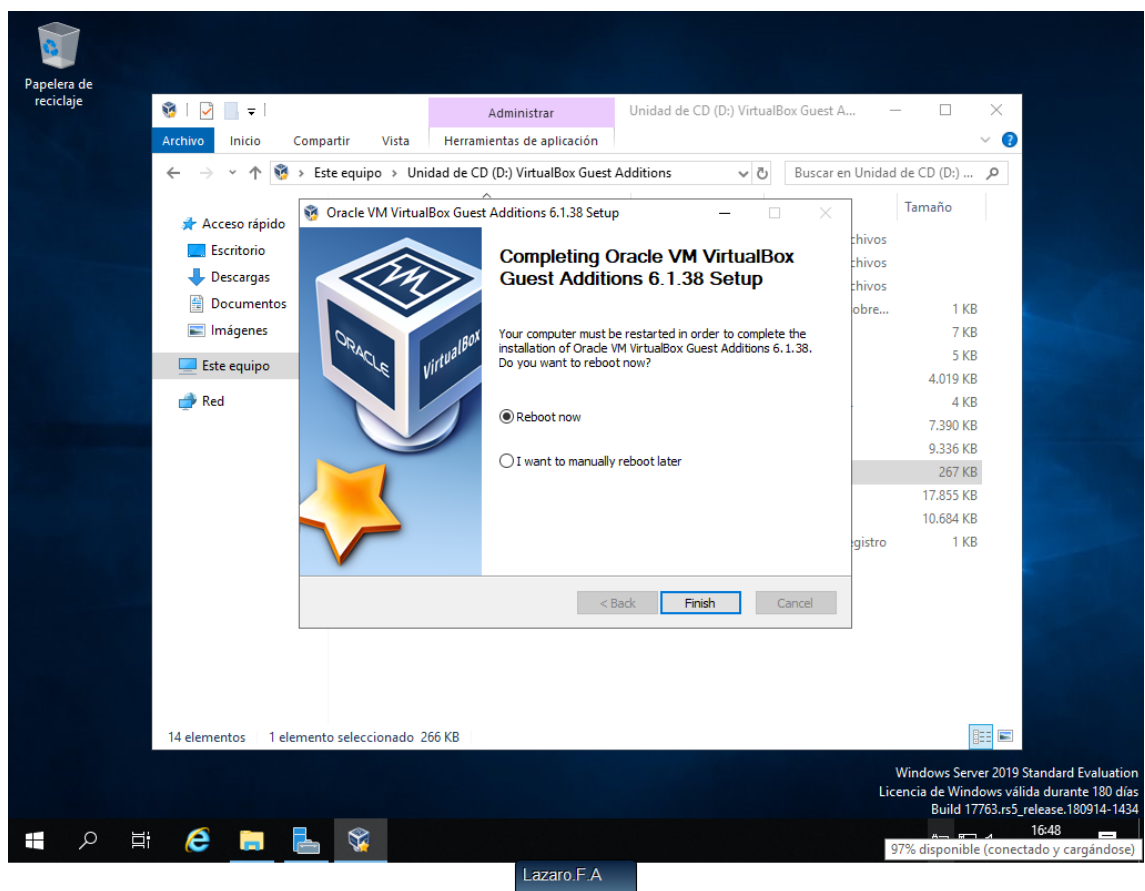 Papelera de
reciclaje
Administrar
Unidad de CD (D:) VirtualBox Guest A...
Archivo
Inicio
Compartir
Vista
Herramientas de aplicación
Este equipo
Unidad de CD (D:) VirtualBox Guest Additions
Buscar en Unidad de CD (D:) ...
Tamaño
Acceso rápido
Escritorio
Descargas
Documentos
Imágenes
Este equipo
Red
Oracle VM VirtualBox Guest Additions 6.1.38 Setup
ORACLE
VirtualBox
Completing Oracle VM VirtualBox
Guest Additions 6.1.38 Setup
Your computer must be restarted in order to complete the
installation of Oracle VM VirtualBox Guest Additions 6.1.38.
Do you want to reboot now?
Reboot now
I want to manually reboot later
< Back
Finish
Cancel
1 KB
7 KB
5 KB
4.019 KB
4 KB
7.390 KB
9.336 KB
267 KB
17.855 KB
10.684 KB
1 KB
14 elementos
1 elemento seleccionado 266 KB
Windows Server 2019 Standard Evaluation
Licencia de Windows válida durante 180 días
Build 17763.rs5_release.180914-1434
16:48
97% disponible (conectado y cargándose)
Lazaro.F.A